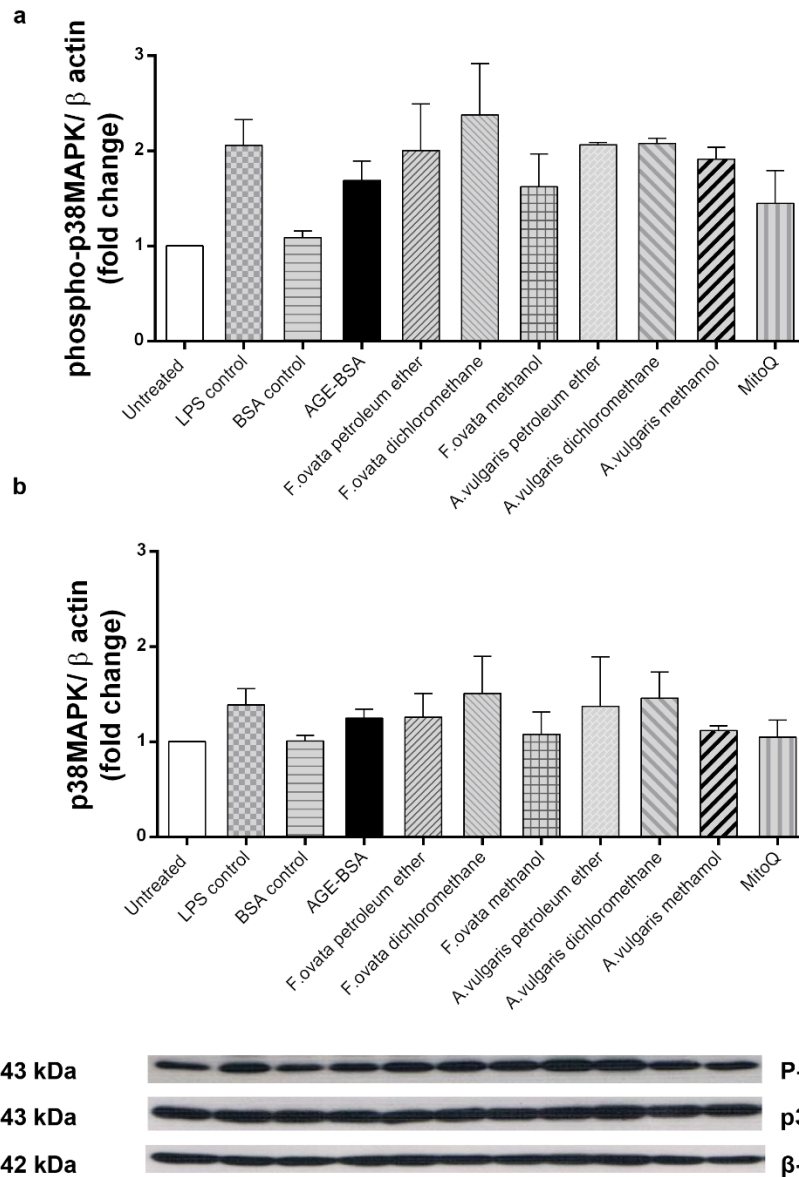 a
phospho-p38MAPK/ β actin
(fold change)
3
2
1
0
Untreated
LPS control
BSA control
AGE-BSA
F.ovata petroleum ether
F.ovata dichloromethane
F.ovata methanol
A.vulgaris petroleum ether
A.vulgaris dichloromethane
A.vulgaris methamol
MitoQ
b
p38MAPK/ β actin
(fold change)
3
2
1
0
Untreated
LPS control
BSA control
AGE-BSA
F.ovata petroleum ether
F.ovata dichloromethane
F.ovata methanol
A.vulgaris petroleum ether
A.vulgaris dichloromethane
A.vulgaris methamol
MitoQ
43 kDa P-
43 kDa p3
42 kDa β-